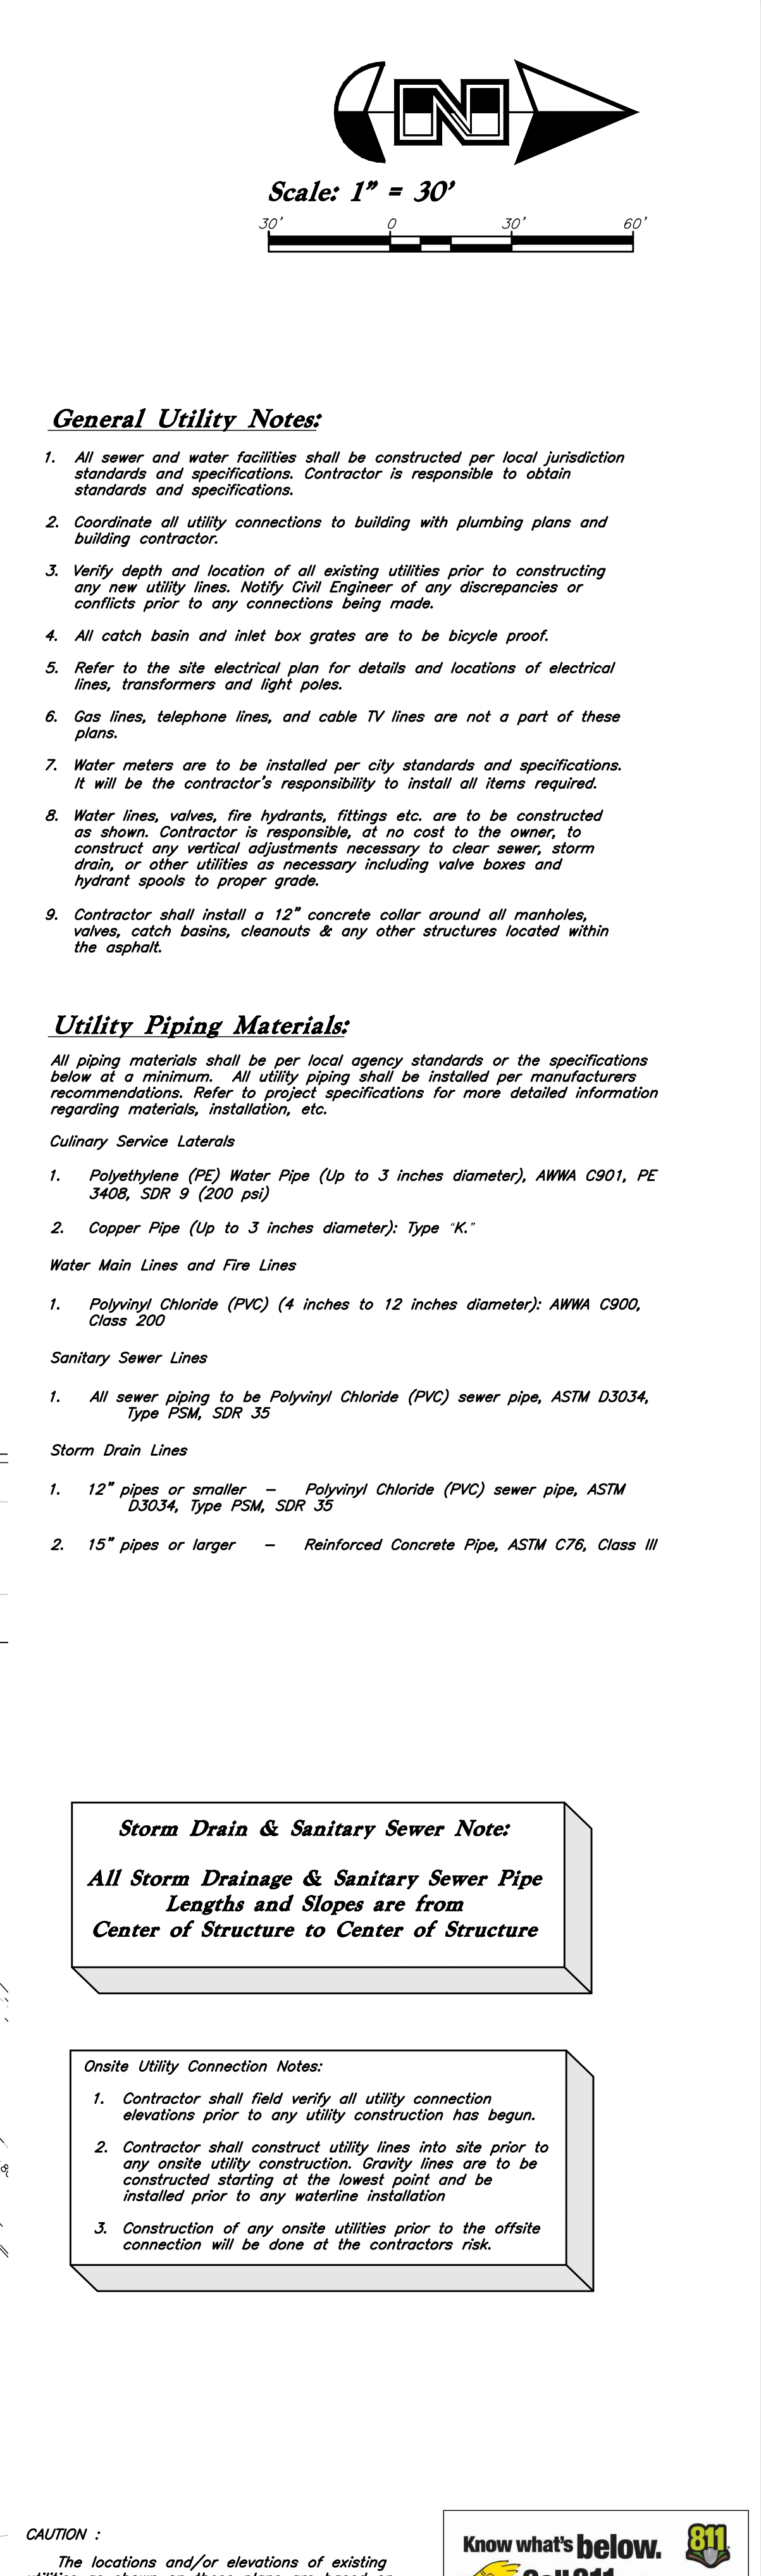 N
Scale: 1" = 30'
30' 0 30' 60'
General Utility Notes:
1. All sewer and water facilities shall be constructed per local jurisdiction
standards and specifications. Contractor is responsible to obtain
standards and specifications.
2. Coordinate all utility connections to building with plumbing plans and
building contractor.
3. Verify depth and location of all existing utilities prior to constructing
any new utility lines. Notify Civil Engineer of any discrepancies or
conflicts prior to any connections being made.
4. All catch basin and inlet box grates are to be bicycle proof.
5. Refer to the site electrical plan for details and locations of electrical
lines, transformers and light poles.
6. Gas lines, telephone lines, and cable TV lines are not a part of these
plans.
7. Water meters are to be installed per city standards and specifications.
It will be the contractor's responsibility to install all items required.
8. Water lines, valves, fire hydrants, fittings etc. are to be constructed
as shown. Contractor is responsible, at no cost to the owner, to
construct any vertical adjustments necessary to clear sewer, storm
drain, or other utilities as necessary including valve boxes and
hydrant spools to proper grade.
9. Contractor shall install a 12" concrete collar around all manholes,
valves, catch basins, cleanouts & any other structures located within
the asphalt.
Utility Piping Materials:
All piping materials shall be per local agency standards or the specifications
below at a minimum. All utility piping shall be installed per manufacturers
recommendations. Refer to project specifications for more detailed information
regarding materials, installation, etc.
Culinary Service Laterals
1. Polyethylene (PE) Water Pipe (Up to 3 inches diameter), AWWA C901, PE
3408, SDR 9 (200 psi)
2. Copper Pipe (Up to 3 inches diameter): Type "K."
Water Main Lines and Fire Lines
1. Polyvinyl Chloride (PVC) (4 inches to 12 inches diameter): AWWA C900,
Class 200
Sanitary Sewer Lines
1. All sewer piping to be Polyvinyl Chloride (PVC) sewer pipe, ASTM D3034,
Type PSM, SDR 35
Storm Drain Lines
1. 12" pipes or smaller – Polyvinyl Chloride (PVC) sewer pipe, ASTM
D3034, Type PSM, SDR 35
2. 15" pipes or larger – Reinforced Concrete Pipe, ASTM C76, Class III
Storm Drain & Sanitary Sewer Note:
All Storm Drainage & Sanitary Sewer Pipe
Lengths and Slopes are from
Center of Structure to Center of Structure
Onsite Utility Connection Notes:
1. Contractor shall field verify all utility connection
elevations prior to any utility construction has begun.
2. Contractor shall construct utility lines into site prior to
any onsite utility construction. Gravity lines are to be
constructed starting at the lowest point and be
installed prior to any waterline installation
3. Construction of any onsite utilities prior to the offsite
connection will be done at the contractors risk.
CAUTION :
The locations and/or elevations of existing
Know what's below.
811